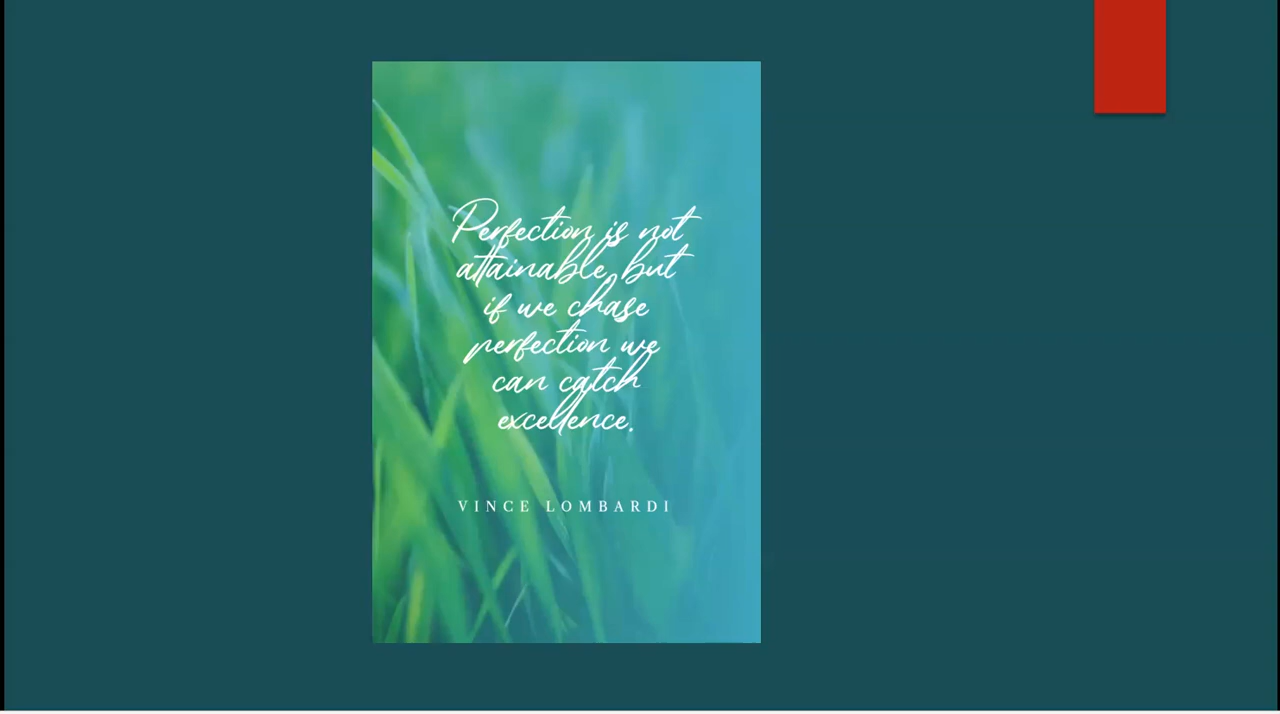 Perfection is not
attainable, but
if we chase
perfection we
can catch
excellence.
VINCE LOMBARDI